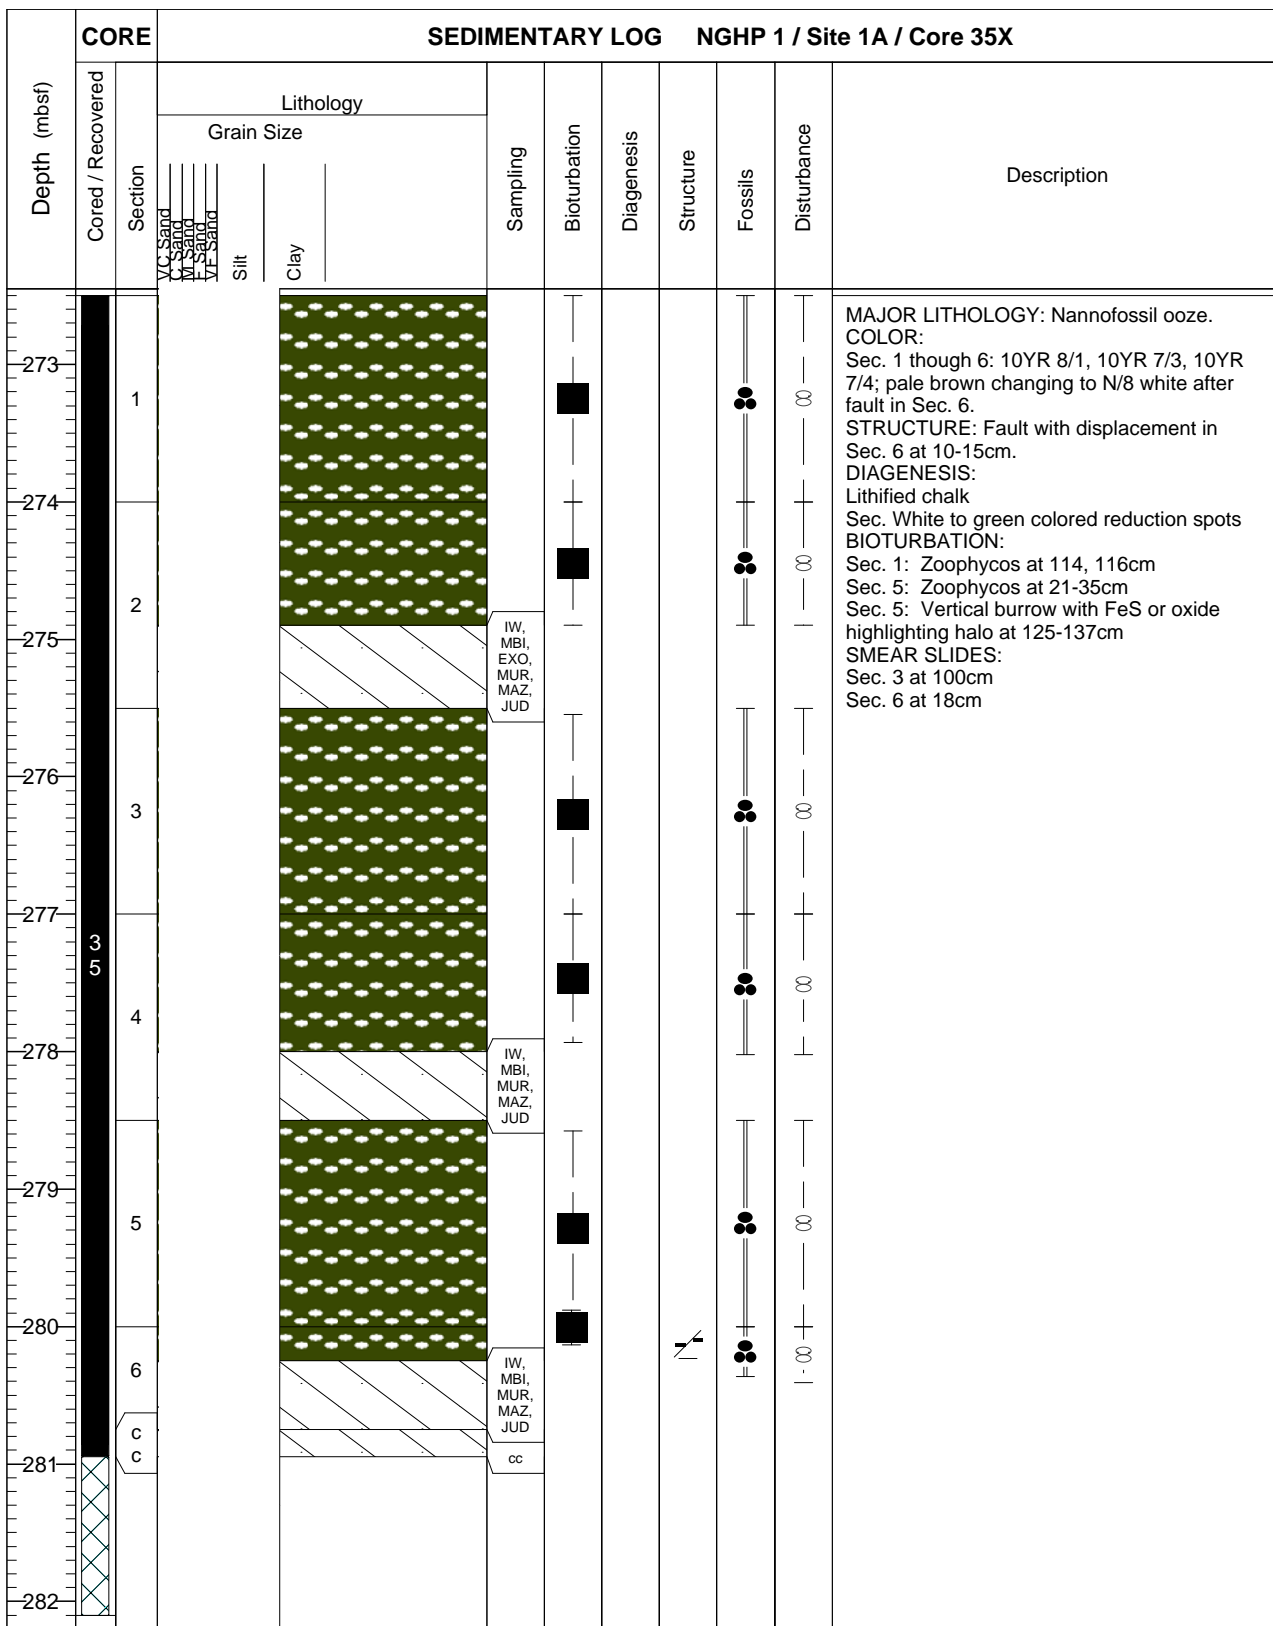 CORE
SEDIMENTARY LOG NGHP 1 / Site 1A / Core 35X
Depth (mbsf)
Cored / Recovered
Section
Lithology
Grain Size
VC Sand
C Sand
M Sand
F Sand
VF Sand
Silt
Clay
Sampling
Bioturbation
Diagenesis
Structure
Fossils
Disturbance
Description
MAJOR LITHOLOGY: Nannofossil ooze.
COLOR:
Sec. 1 though 6: 10YR 8/1, 10YR 7/3, 10YR
7/4; pale brown changing to N/8 white after
fault in Sec. 6.
STRUCTURE: Fault with displacement in
Sec. 6 at 10-15cm.
DIAGENESIS:
Lithified chalk
Sec. White to green colored reduction spots
BIOTURBATION:
Sec. 1: Zoophycos at 114, 116cm
Sec. 5: Zoophycos at 21-35cm
Sec. 5: Vertical burrow with FeS or oxide
highlighting halo at 125-137cm
SMEAR SLIDES:
Sec. 3 at 100cm
Sec. 6 at 18cm
273
1
274
2
275
IW,
MBI,
EXO,
MUR,
MAZ,
JUD
276
3
277
3
5
4
278
IW,
MBI,
MUR,
MAZ,
JUD
279
5
280
6
IW,
MBI,
MUR,
MAZ,
JUD
c
c
cc
281
282